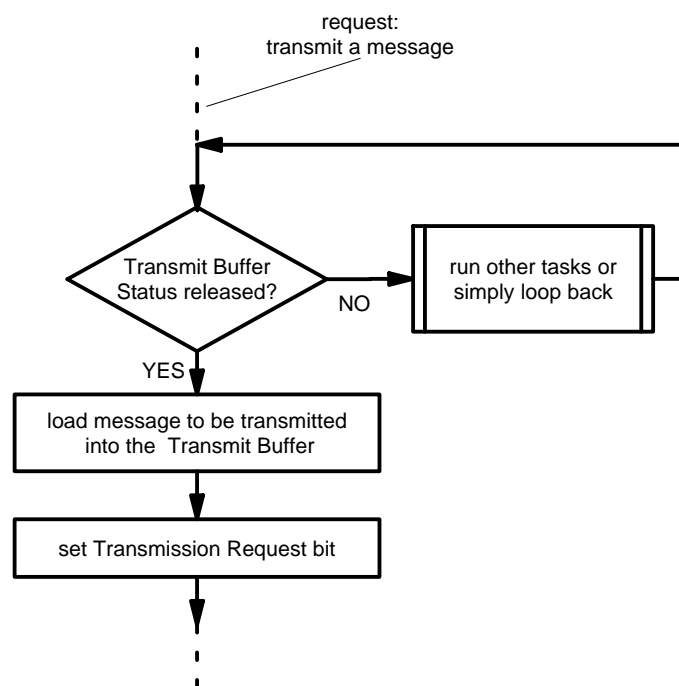 request:
transmit a message
Transmit Buffer
Status released?
NO
run other tasks or
simply loop back
YES
load message to be transmitted
into the Transmit Buffer
set Transmission Request bit